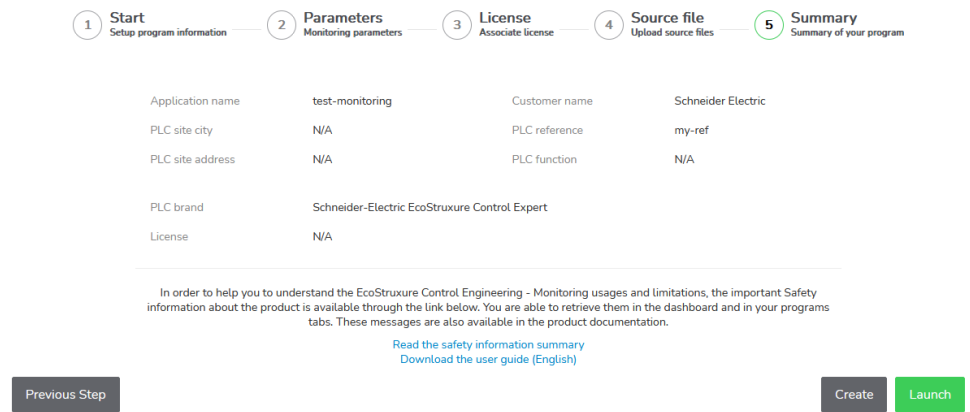 1 Start
Setup program information
2 Parameters
Monitoring parameters
3 License
Associate license
4 Source file
Upload source files
5 Summary
Summary of your program
Application name test-monitoring Customer name Schneider Electric
PLC site city N/A PLC reference my-ref
PLC site address N/A PLC function N/A
PLC brand Schneider-Electric EcoStruxure Control Expert
License N/A
In order to help you to understand the EcoStruxure Control Engineering - Monitoring usages and limitations, the important Safety
information about the product is available through the link below. You are able to retrieve them in the dashboard and in your programs
tabs. These messages are also available in the product documentation.
Read the safety information summary
Download the user guide (English)
Previous Step Create Launch